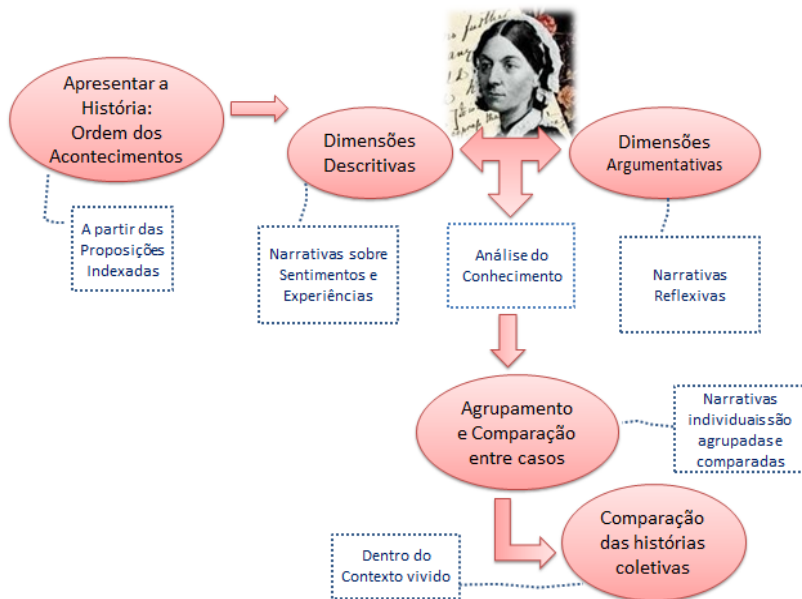 Apresentar a
História:
Ordem dos
Acontecimentos
Dimensões
Descritivas
Dimensões
Argumentativas
A partir das
Proposições
Indexadas
Narrativas sobre
Sentimentos e
Experiências
Análise do
Conhecimento
Narrativas
Reflexivas
Agrupamento
e Comparação
entre casos
Narrativas
individuais são
agrupadas e
comparadas
Comparação
das histórias
coletivas
Dentro do
Contexto vivido